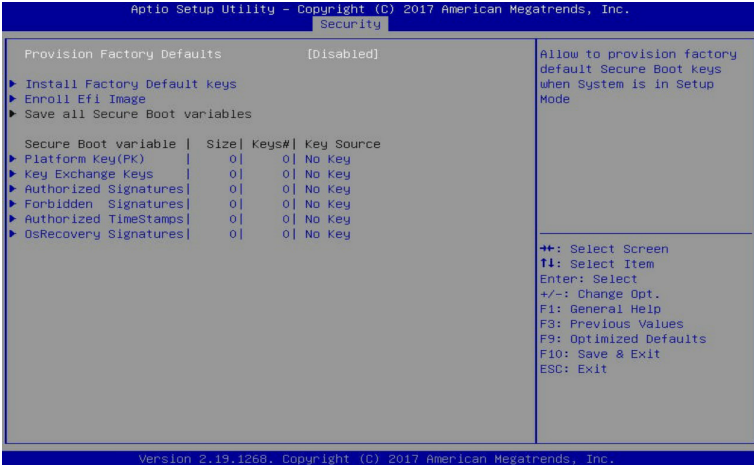 Aptio Setup Utility – Copyright (C) 2017 American Megatrends, Inc.
Security
Provision Factory Defaults [Disabled]
Install Factory Default keys
Enroll Efi Image
Save all Secure Boot variables
Secure Boot variable | Size| Keys#| Key Source
Platform Key(PK) | 0| 0| No Key
Key Exchange Keys | 0| 0| No Key
Authorized Signatures| 0| 0| No Key
Forbidden Signatures| 0| 0| No Key
Authorized TimeStamps| 0| 0| No Key
OsRecovery Signatures| 0| 0| No Key
Allow to provision factory
default Secure Boot keys
when System is in Setup
Mode
→←: Select Screen
↑↓: Select Item
Enter: Select
+/-: Change Opt.
F1: General Help
F3: Previous Values
F9: Optimized Defaults
F10: Save & Exit
ESC: Exit
Version 2.19.1268. Copyright (C) 2017 American Megatrends, Inc.